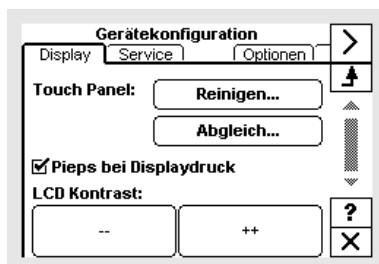 Gerätekonfiguration
Display Service Optionen
Touch Panel: Reinigen...
Abgleich...
Pieps bei Displaydruck
LCD Kontrast:
-- ++
?